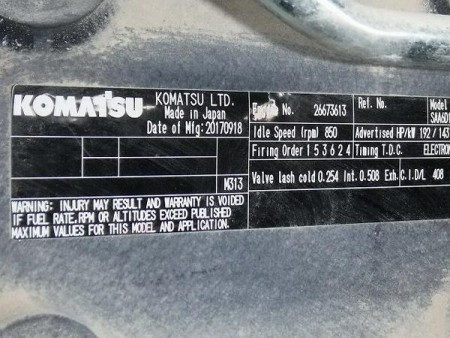 KOMATSU
KOMATSU LTD.
Made in Japan
Date of Mfg: 20170918
M313
WARNING: INJURY MAY RESULT AND WARRANTY IS VOIDED
IF FUEL RATE,RPM OR ALTITUDES EXCEED PUBLISHED
MAXIMUM VALUES FOR THIS MODEL AND APPLICATION.
No. 26673613 Ref. No. Model
SAA6D1
Idle Speed (rpm) 850 Advertised HP/kW 192 / 143
Firing Order 1 5 3 6 2 4 Timing T.D.C. ELECTRON
Valve lash cold 0.254 Int. 0.508 Exh. C.I.D/L 408